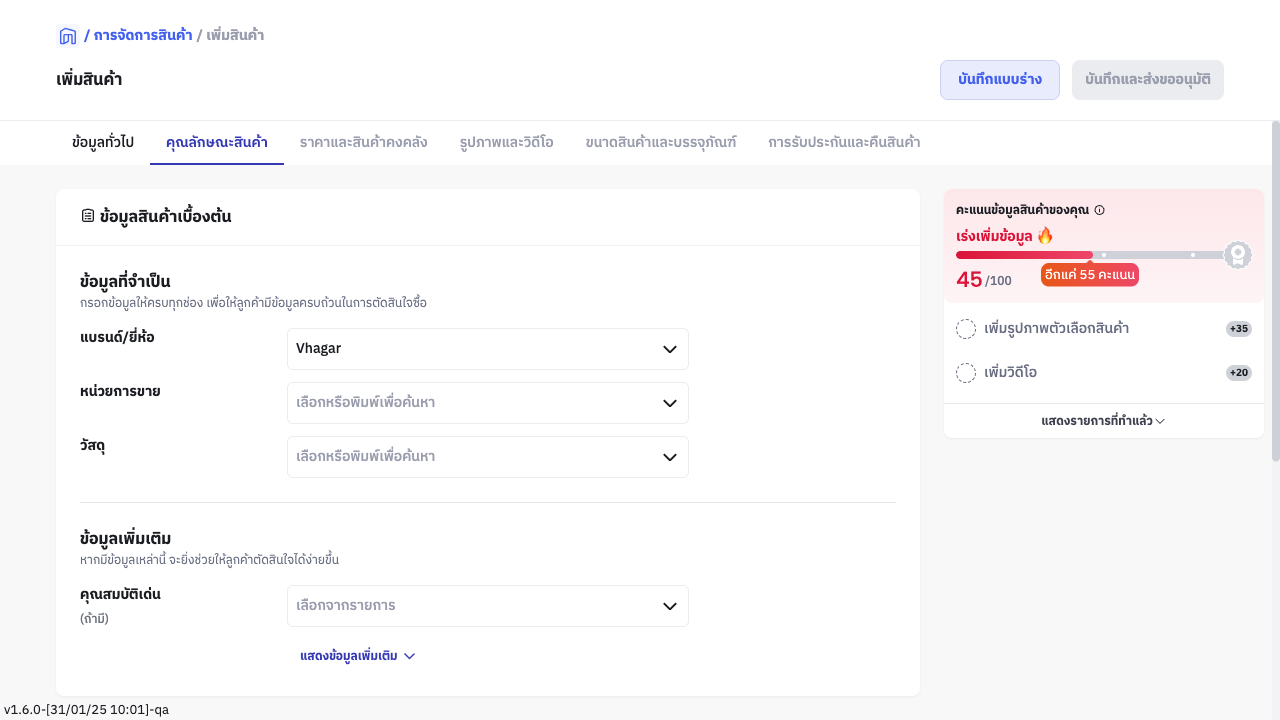 / การจัดการสินค้า / เพิ่มสินค้า
เพิ่มสินค้า
บันทึกแบบร่าง
บันทึกและส่งขออนุมัติ
ข้อมูลทั่วไป
คุณลักษณะสินค้า
ราคาและสินค้าคงคลัง
รูปภาพและวิดีโอ
ขนาดสินค้าและบรรจุภัณฑ์
การรับประกันและคืนสินค้า
ข้อมูลสินค้าเบื้องต้น
ข้อมูลที่จำเป็น
กรอกข้อมูลให้ครบทุกช่อง เพื่อให้ลูกค้ามีข้อมูลครบถ้วนในการตัดสินใจซื้อ
แบรนด์/ยี่ห้อ
Vhagar
หน่วยการขาย
เลือกหรือพิมพ์เพื่อค้นหา
วัสดุ
เลือกหรือพิมพ์เพื่อค้นหา
ข้อมูลเพิ่มเติม
หากมีข้อมูลเหล่านี้ จะยิ่งช่วยให้ลูกค้าตัดสินใจได้ง่ายขึ้น
คุณสมบัติเด่น
(ถ้ามี)
เลือกจากรายการ
แสดงข้อมูลเพิ่มเติม
คะแนนข้อมูลสินค้าของคุณ
เร่งเพิ่มข้อมูล 🔥
45/100
อีกแค่ 55 คะแนน
เพิ่มรูปภาพตัวเลือกสินค้า
+35
เพิ่มวิดีโอ
+20
แสดงรายการที่ทำแล้ว
v1.6.0-[31/01/25 10:01]-qa